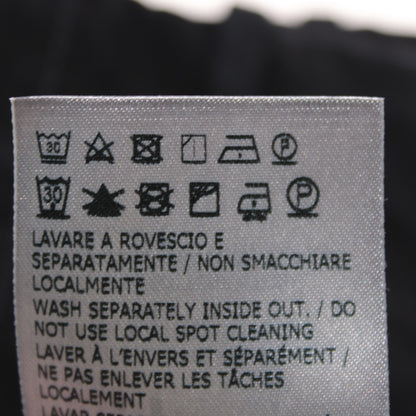 30 P
30 P
LAVARE A ROVESCIO E
SEPARATAMENTE / NON SMACCHIARE
LOCALMENTE
WASH SEPARATELY INSIDE OUT. / DO
NOT USE LOCAL SPOT CLEANING
LAVER À L'ENVERS ET SÉPARÉMENT /
NE PAS ENLEVER LES TÂCHES
LOCALEMENT